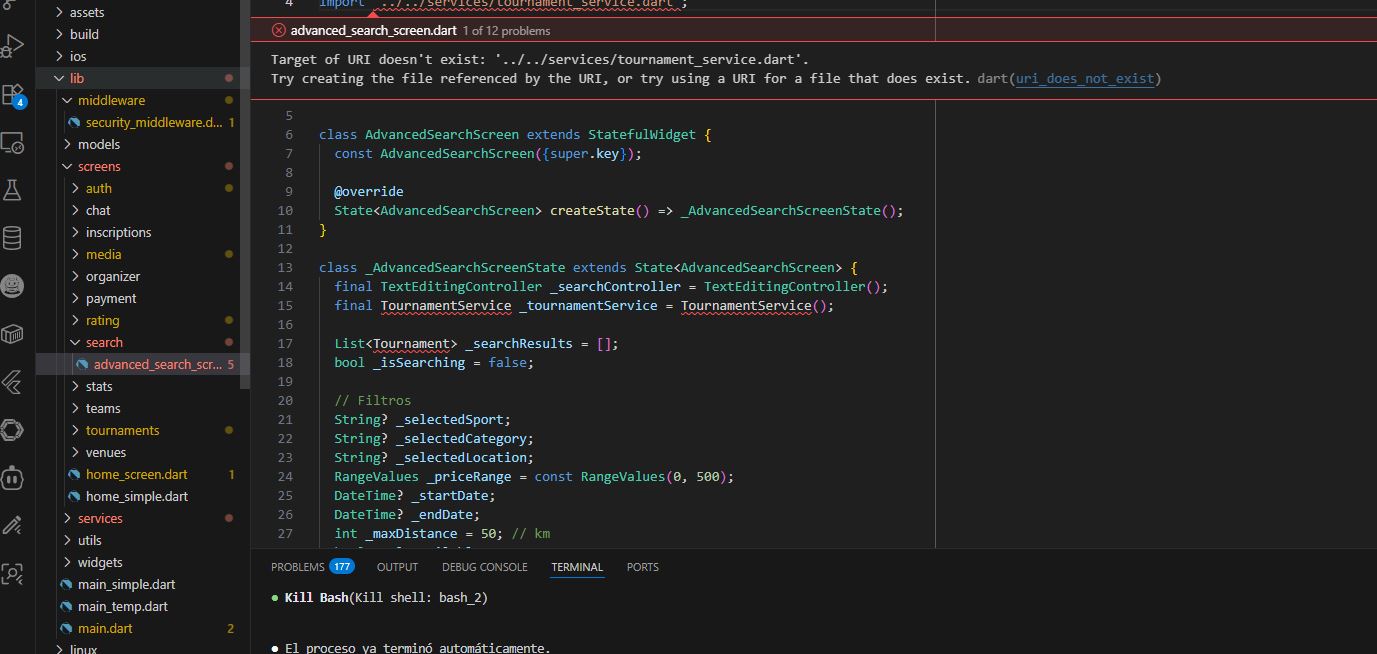 assets
build
ios
lib
middleware
security_middleware.d... 1
models
screens
auth
chat
inscriptions
media
organizer
payment
rating
search
advanced_search_scr... 5
stats
teams
tournaments
venues
home_screen.dart 1
home_simple.dart
services
utils
widgets
main_simple.dart
main_temp.dart
main.dart 2
linux
4
4 import '../../services/tournament_service.dart';
advanced_search_screen.dart 1 of 12 problems
Target of URI doesn't exist: '../../services/tournament_service.dart'.
Try creating the file referenced by the URI, or try using a URI for a file that does exist. dart(uri_does_not_exist)
5
6 class AdvancedSearchScreen extends StatefulWidget {
7 const AdvancedSearchScreen({super.key});
8
9 @override
10 State<AdvancedSearchScreen> createState() => _AdvancedSearchScreenState();
11 }
12
13 class _AdvancedSearchScreenState extends State<AdvancedSearchScreen> {
14 final TextEditingController _searchController = TextEditingController();
15 final TournamentService _tournamentService = TournamentService();
16
17 List<Tournament> _searchResults = [];
18 bool _isSearching = false;
19
20 // Filtros
21 String? _selectedSport;
22 String? _selectedCategory;
23 String? _selectedLocation;
24 RangeValues _priceRange = const RangeValues(0, 500);
25 DateTime? _startDate;
26 DateTime? _endDate;
27 int _maxDistance = 50; // km
PROBLEMS 177 OUTPUT DEBUG CONSOLE TERMINAL PORTS
● Kill Bash(Kill shell: bash_2)
● El proceso ya terminó automáticamente.